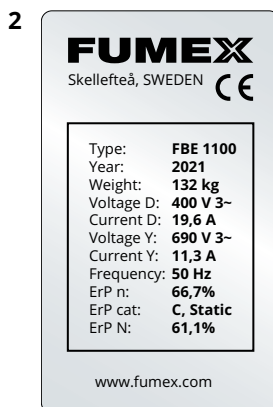 2
FUMEX
Skellefteå, SWEDEN CE
Type: FBE 1100
Year: 2021
Weight: 132 kg
Voltage D: 400 V 3~
Current D: 19,6 A
Voltage Y: 690 V 3~
Current Y: 11,3 A
Frequency: 50 Hz
ErP n: 66,7%
ErP cat: C, Static
ErP N: 61,1%
www.fumex.com